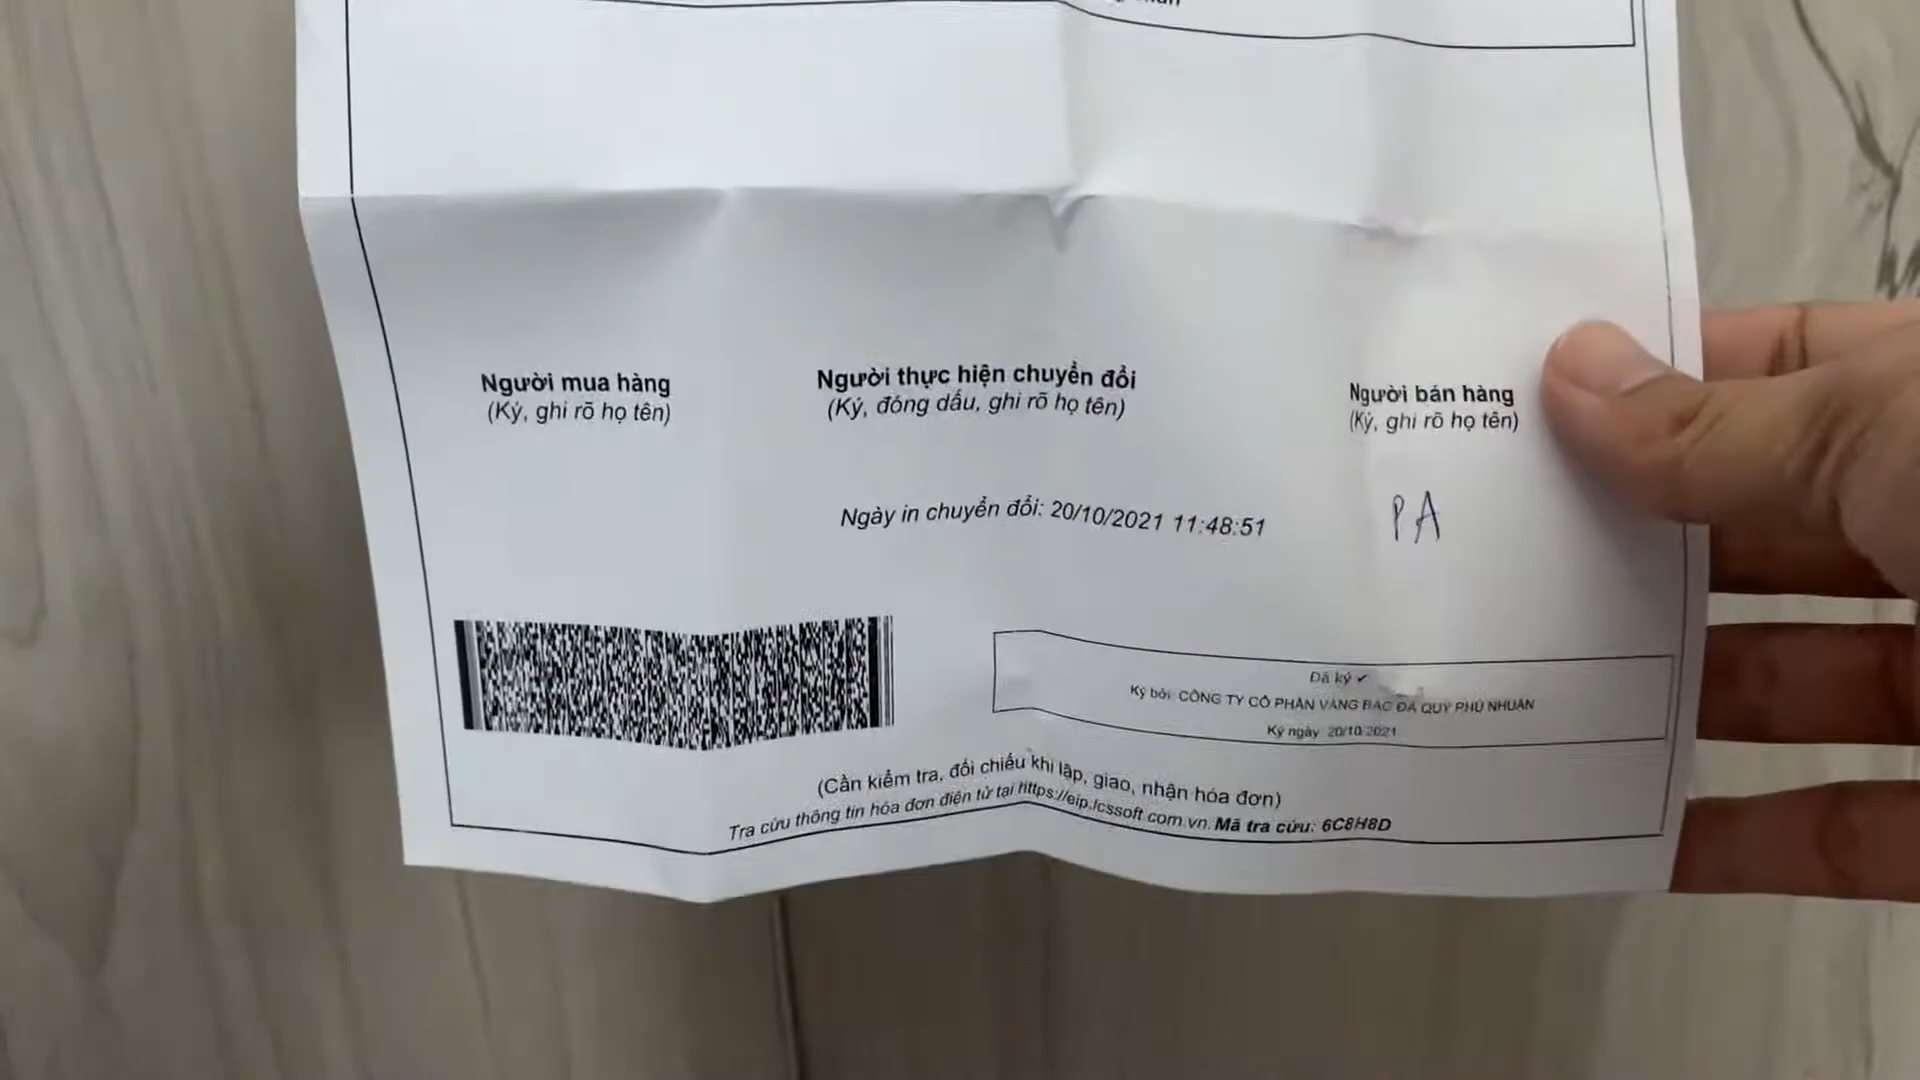 Người mua hàng
(Ký, ghi rõ họ tên)
Người thực hiện chuyển đổi
(Ký, đóng dấu, ghi rõ họ tên)
Người bán hàng
(Ký, ghi rõ họ tên)
Ngày in chuyển đổi: 20/10/2021 11:48:51
PA
Đã ký ✓
Ký bởi: CÔNG TY CỔ PHẦN VÀNG BẠC ĐÁ QUÝ PHÚ NHUẬN
Ký ngày 20/10/2021
(Cần kiểm tra, đối chiếu khi lập, giao, nhận hóa đơn)
Tra cứu thông tin hóa đơn điện tử tại https://eip.lcssoft.com.vn. Mã tra cứu: 6C8H8D